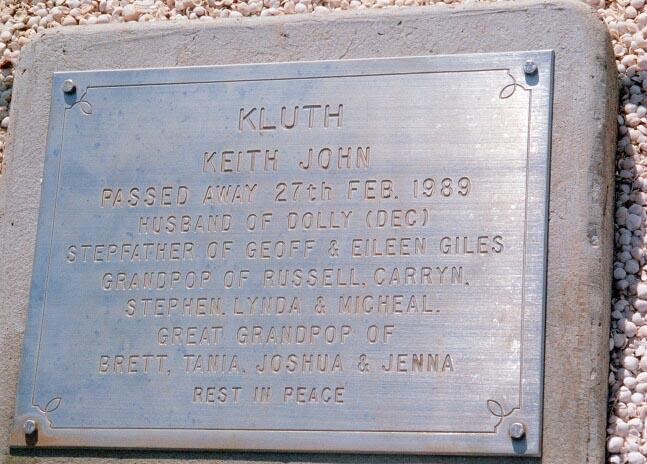 KLUTH
KEITH JOHN
PASSED AWAY 27th FEB. 1989
HUSBAND OF DOLLY (DEC)
STEPFATHER OF GEOFF & EILEEN GILES
GRANDPOP OF RUSSELL, CARRYN,
STEPHEN, LYNDA & MICHEAL.
GREAT GRANDPOP OF
BRETT, TANIA, JOSHUA & JENNA
REST IN PEACE